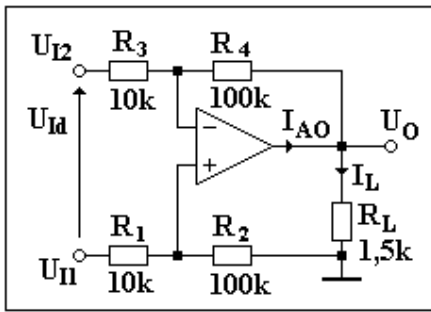 U_I2 R_3 R_4
10k 100k
U_Id − I_AO U_O
+ I_L
R_1 R_2 R_L
U_I1 10k 100k 1,5k